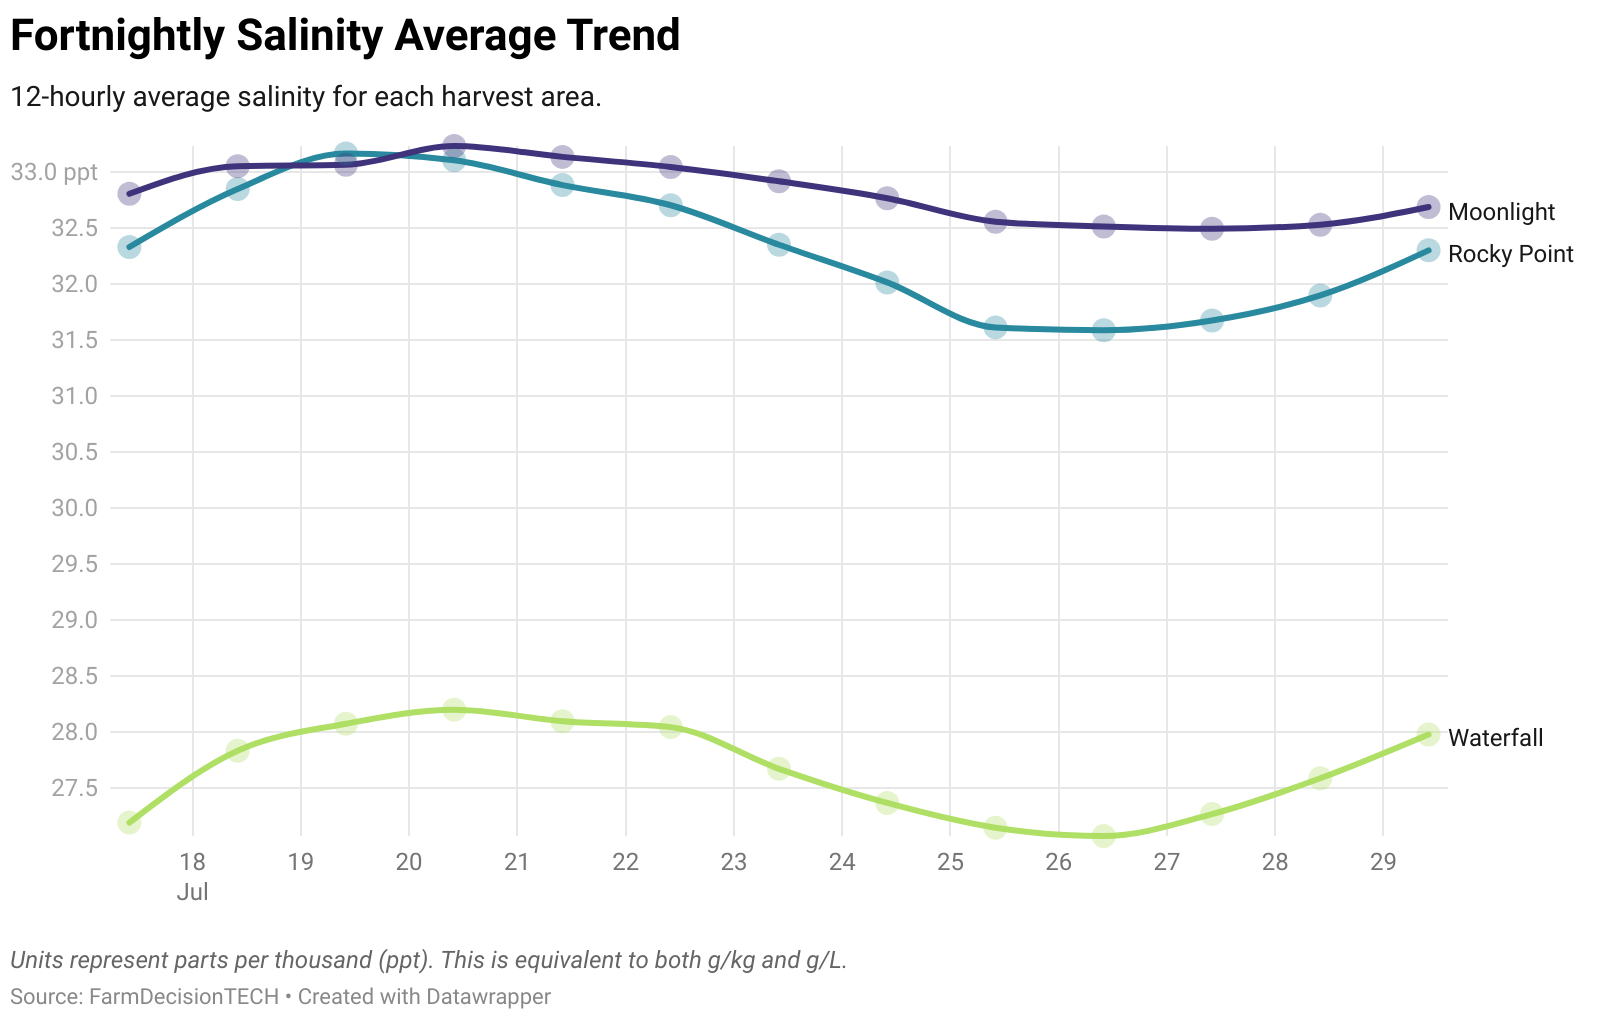 Fortnightly Salinity Average Trend
12-hourly average salinity for each harvest area.
33.0 ppt
32.5
32.0
31.5
31.0
30.5
30.0
29.5
29.0
28.5
28.0
27.5
Moonlight
Rocky Point
Waterfall
18 19 20 21 22 23 24 25 26 27 28 29
Jul
Units represent parts per thousand (ppt). This is equivalent to both g/kg and g/L.
Source: FarmDecisionTECH • Created with Datawrapper